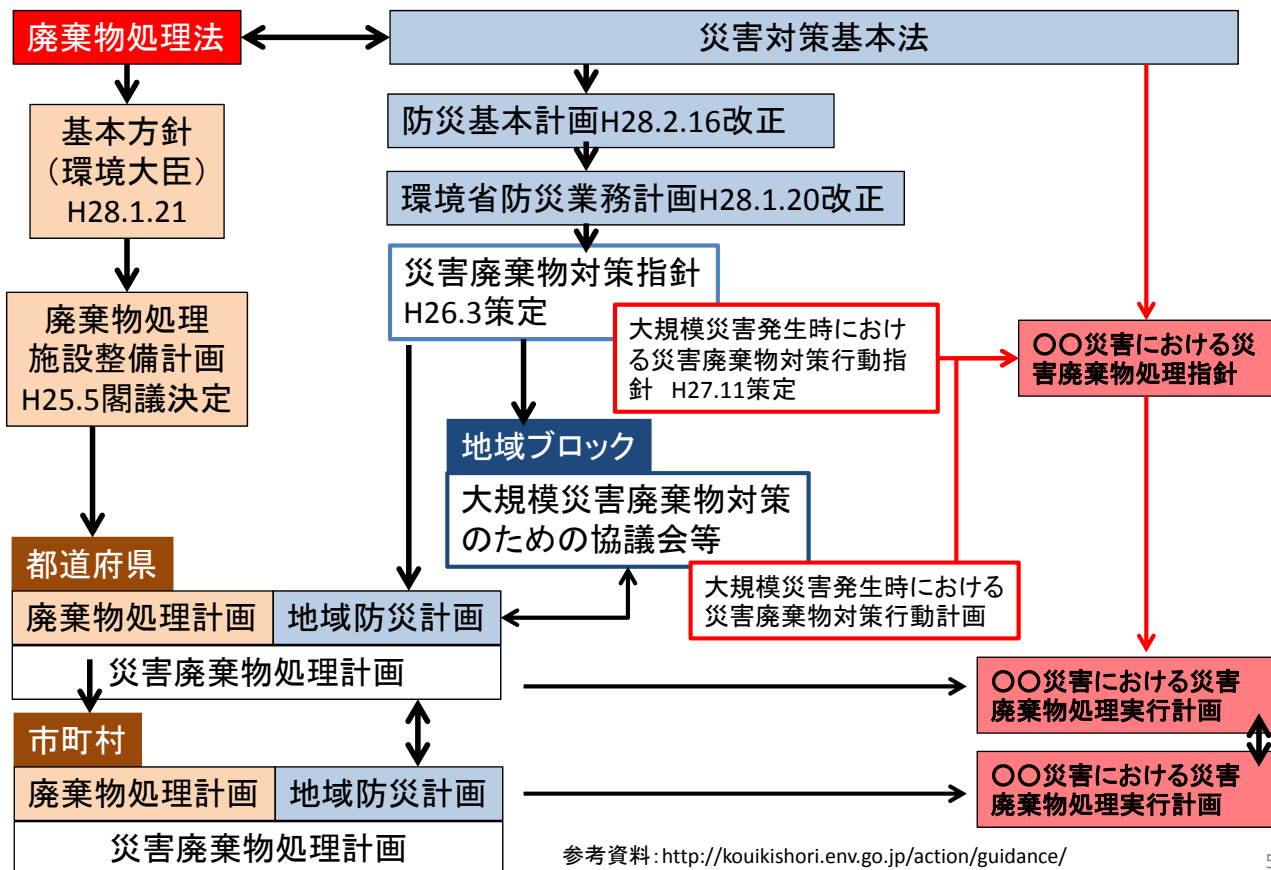 廃棄物処理法
災害対策基本法
防災基本計画H28.2.16改正
基本方針
（環境大臣）
H28.1.21
環境省防災業務計画H28.1.20改正
災害廃棄物対策指針
H26.3策定
廃棄物処理
施設整備計画
H25.5閣議決定
大規模災害発生時におけ
る災害廃棄物対策行動指
針 H27.11策定
〇〇災害における災
害廃棄物処理指針
地域ブロック
大規模災害廃棄物対策
のための協議会等
大規模災害発生時における
災害廃棄物対策行動計画
都道府県
廃棄物処理計画
地域防災計画
災害廃棄物処理計画
〇〇災害における災害
廃棄物処理実行計画
市町村
廃棄物処理計画
地域防災計画
災害廃棄物処理計画
〇〇災害における災害
廃棄物処理実行計画
参考資料：http://kouikishori.env.go.jp/action/guidance/
5